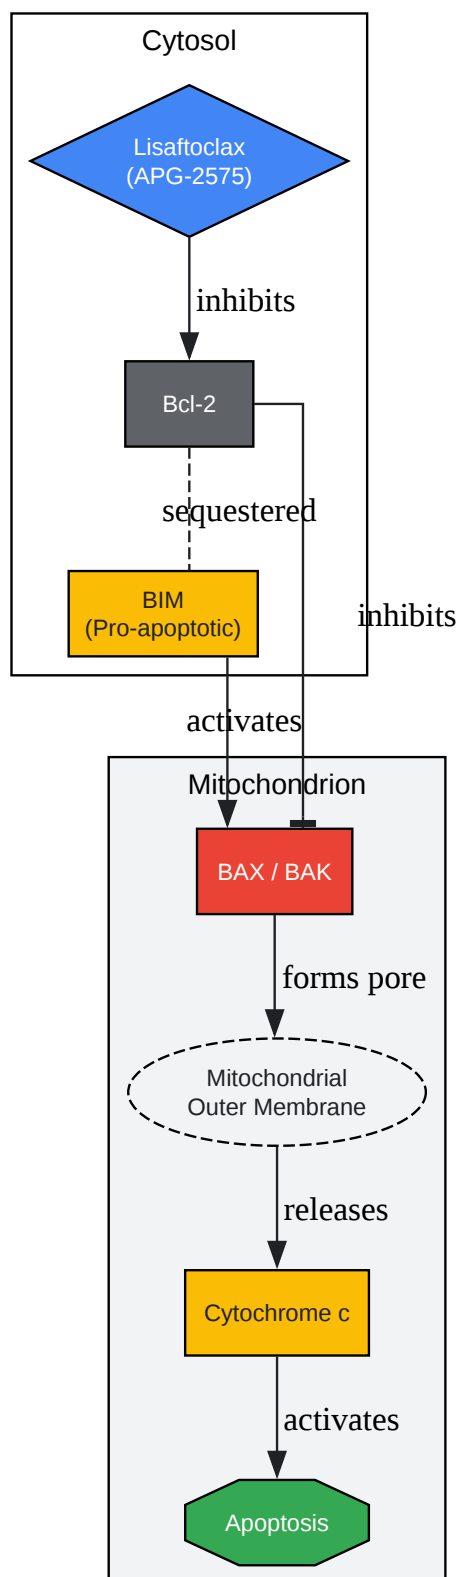 Cytosol
Lisaftoclax
(APG-2575)
inhibits
Bcl-2
sequestered
BIM
(Pro-apoptotic)
inhibits
activates
Mitochondrion
BAX / BAK
forms pore
Mitochondrial
Outer Membrane
releases
Cytochrome c
activates
Apoptosis